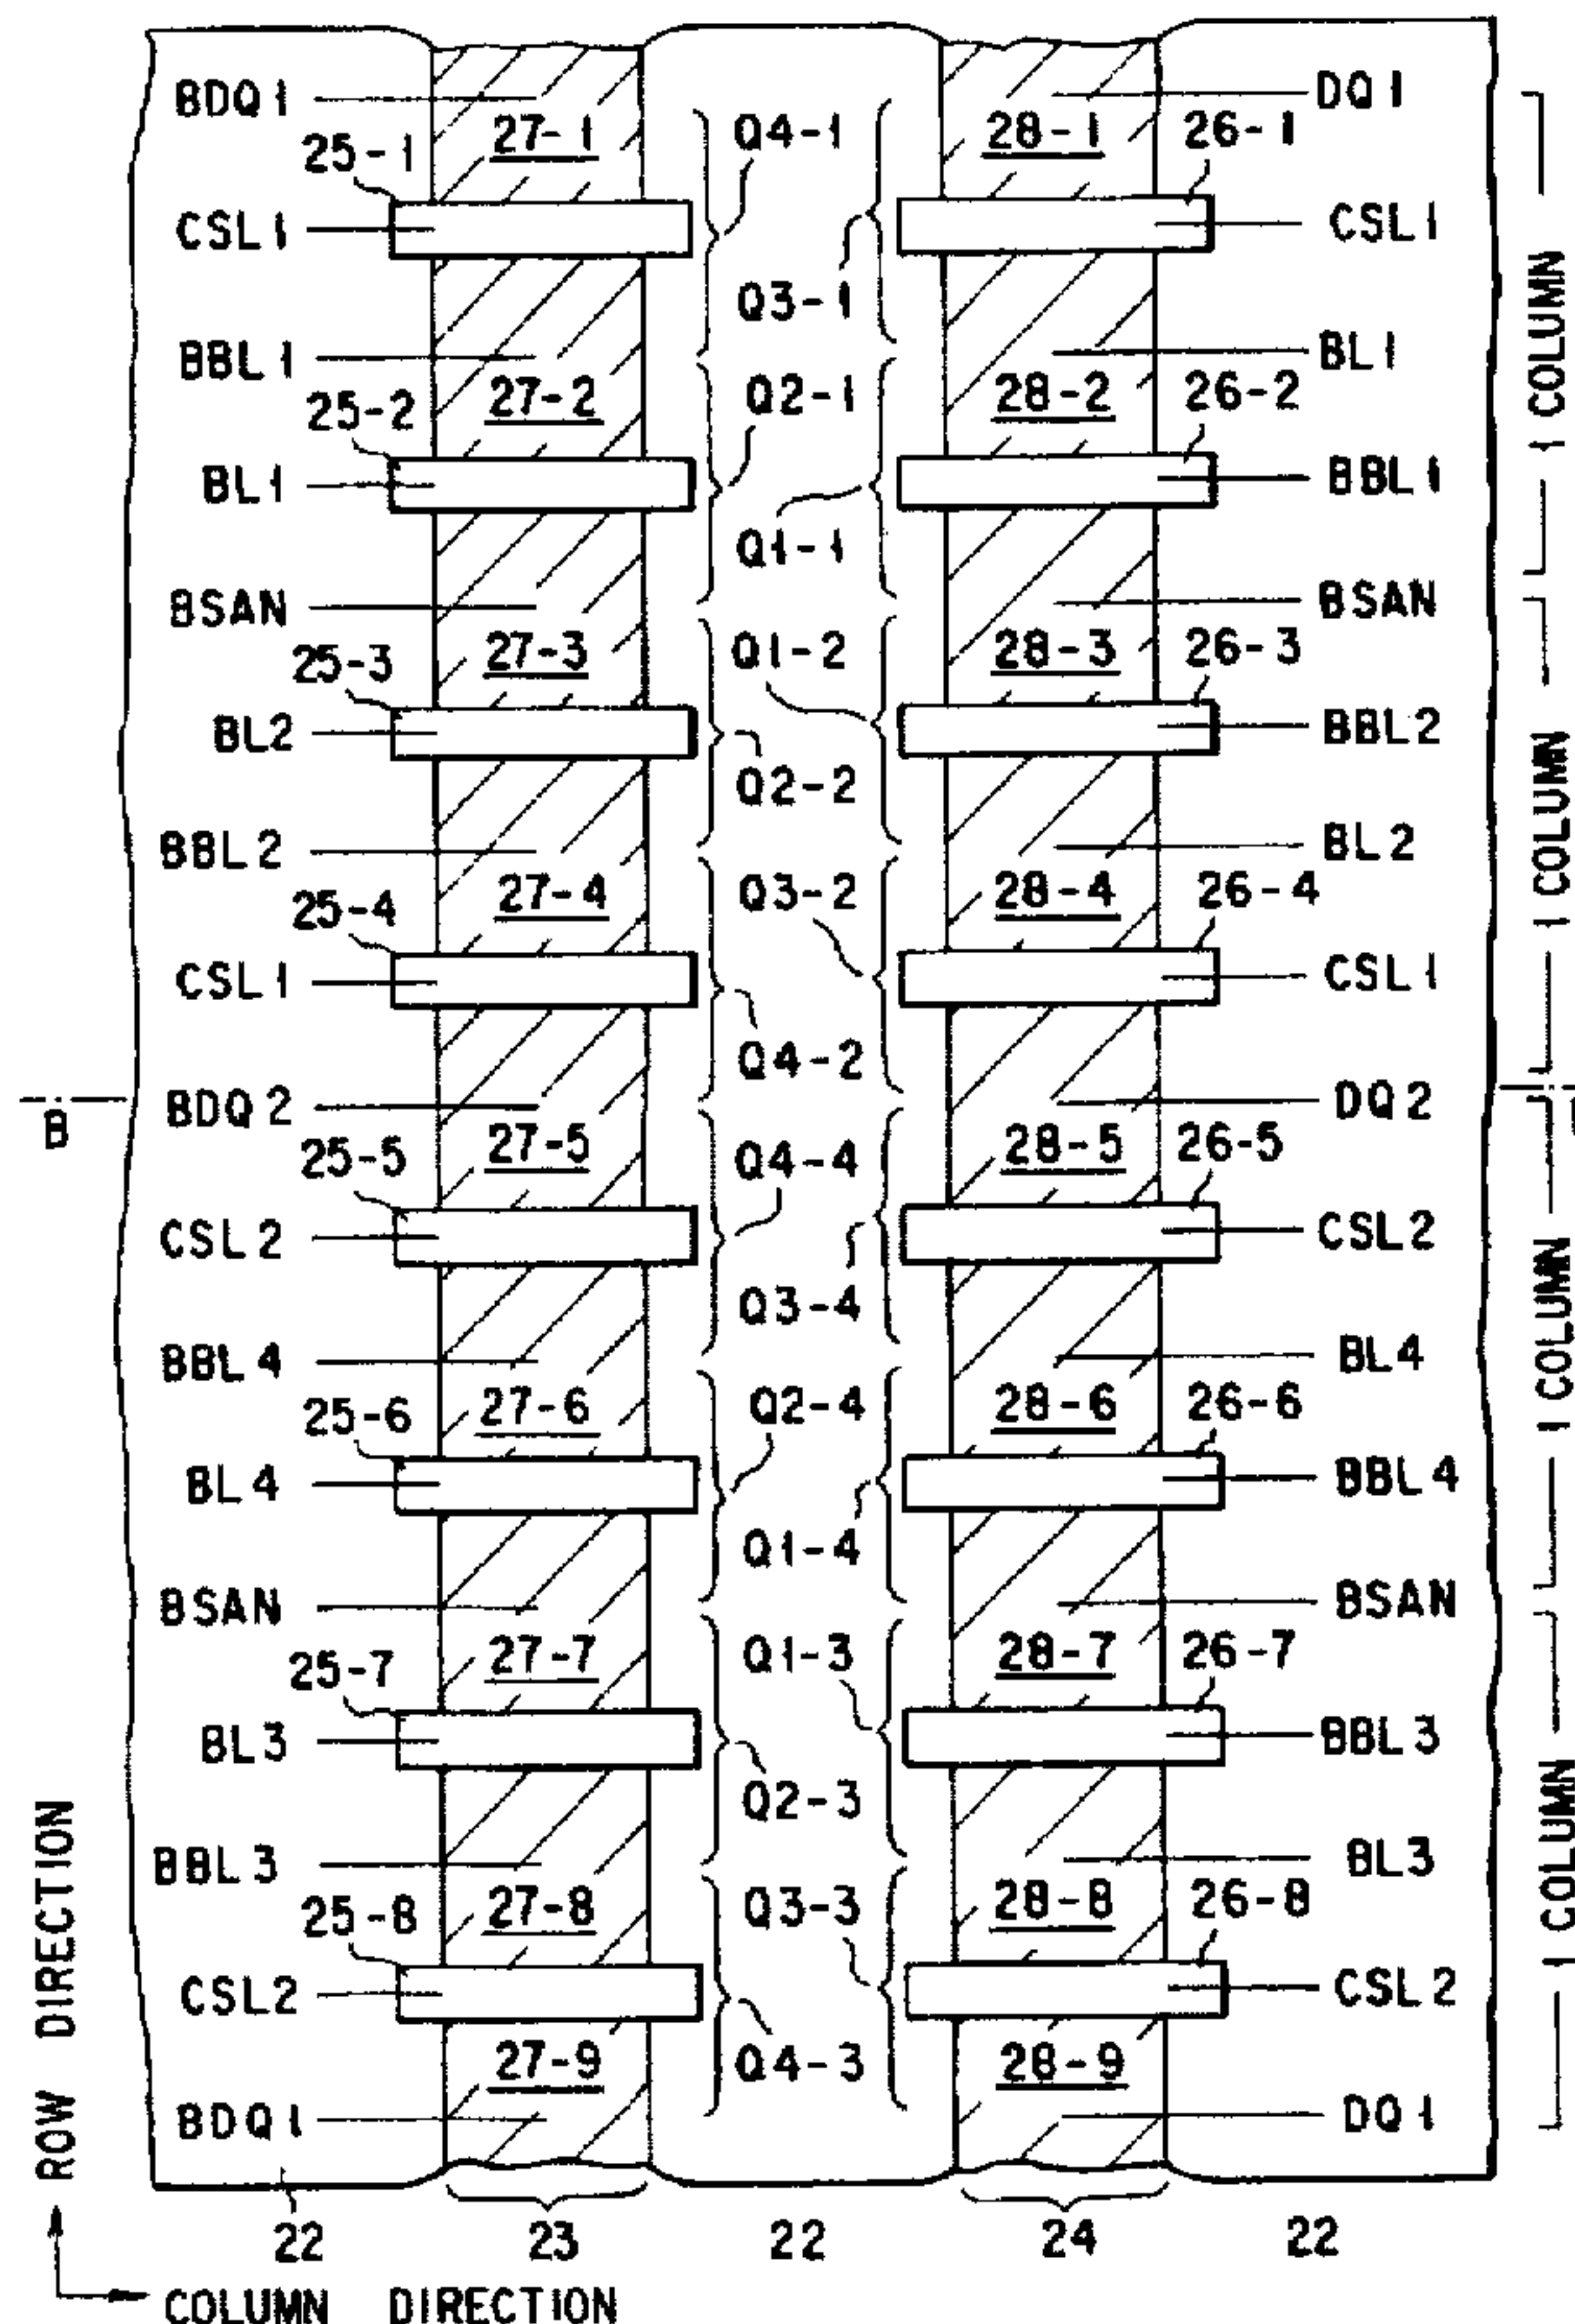 BDQ1 27-1 Q4-1 28-1 DQ1
25-1 26-1
CSL1 CSL1
Q3-1
BBL1 BL1
25-2 27-2 Q2-1 28-2 26-2
BL1 BBL1
Q1-1
1 COLUMN
BSAN BSAN
25-3 27-3 Q1-2 28-3 26-3
BL2 BBL2
Q2-2
BBL2 BL2
25-4 27-4 Q3-2 28-4 26-4
CSL1 CSL1
Q4-2
1 COLUMN
BDQ2 DQ2
B
25-5 27-5 Q4-4 28-5 26-5
CSL2 CSL2
Q3-4
BBL4 BL4
25-6 27-6 Q2-4 28-6 26-6
BL4 BBL4
Q1-4
1 COLUMN
BSAN BSAN
25-7 27-7 Q1-3 28-7 26-7
BL3 BBL3
Q2-3
BBL3 BL3
25-8 27-8 Q3-3 28-8 26-8
CSL2 CSL2
27-9 Q4-3 28-9
1 COLUMN
BDQ1 DQ1
22 23 22 24 22
ROW DIRECTION
COLUMN DIRECTION